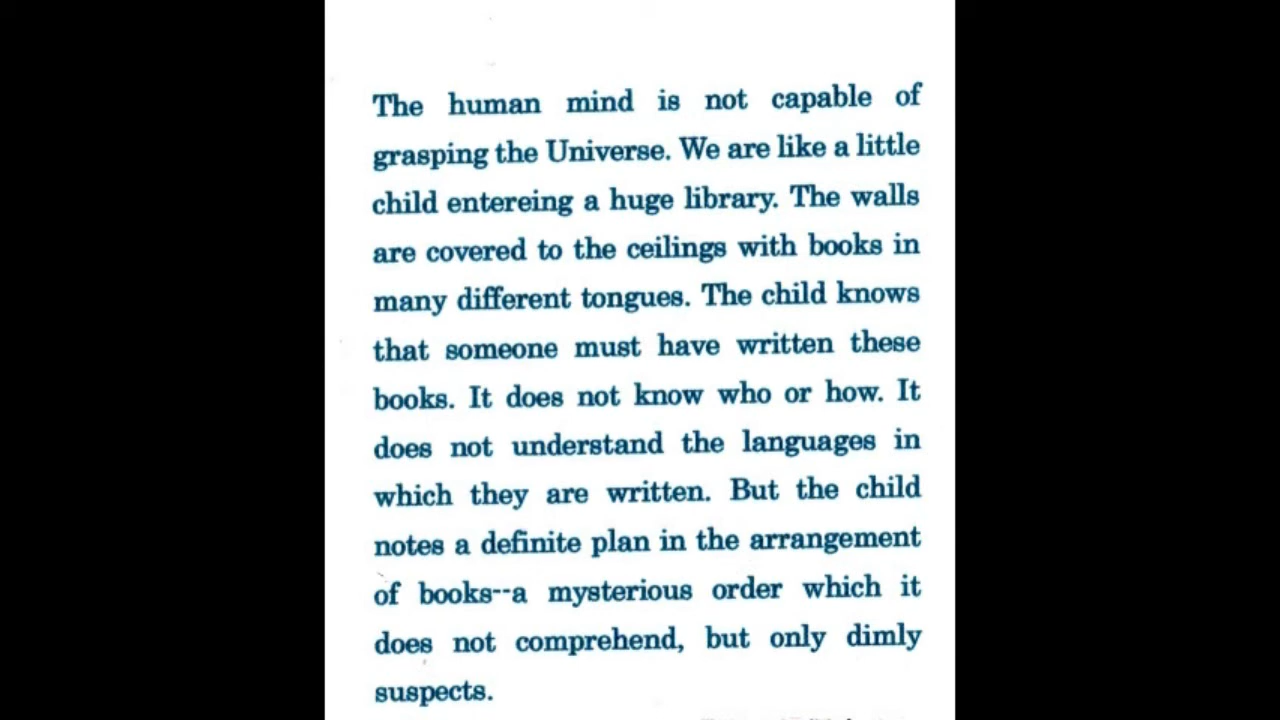 The human mind is not capable of
grasping the Universe. We are like a little
child entereing a huge library. The walls
are covered to the ceilings with books in
many different tongues. The child knows
that someone must have written these
books. It does not know who or how. It
does not understand the languages in
which they are written. But the child
notes a definite plan in the arrangement
of books--a mysterious order which it
does not comprehend, but only dimly
suspects.